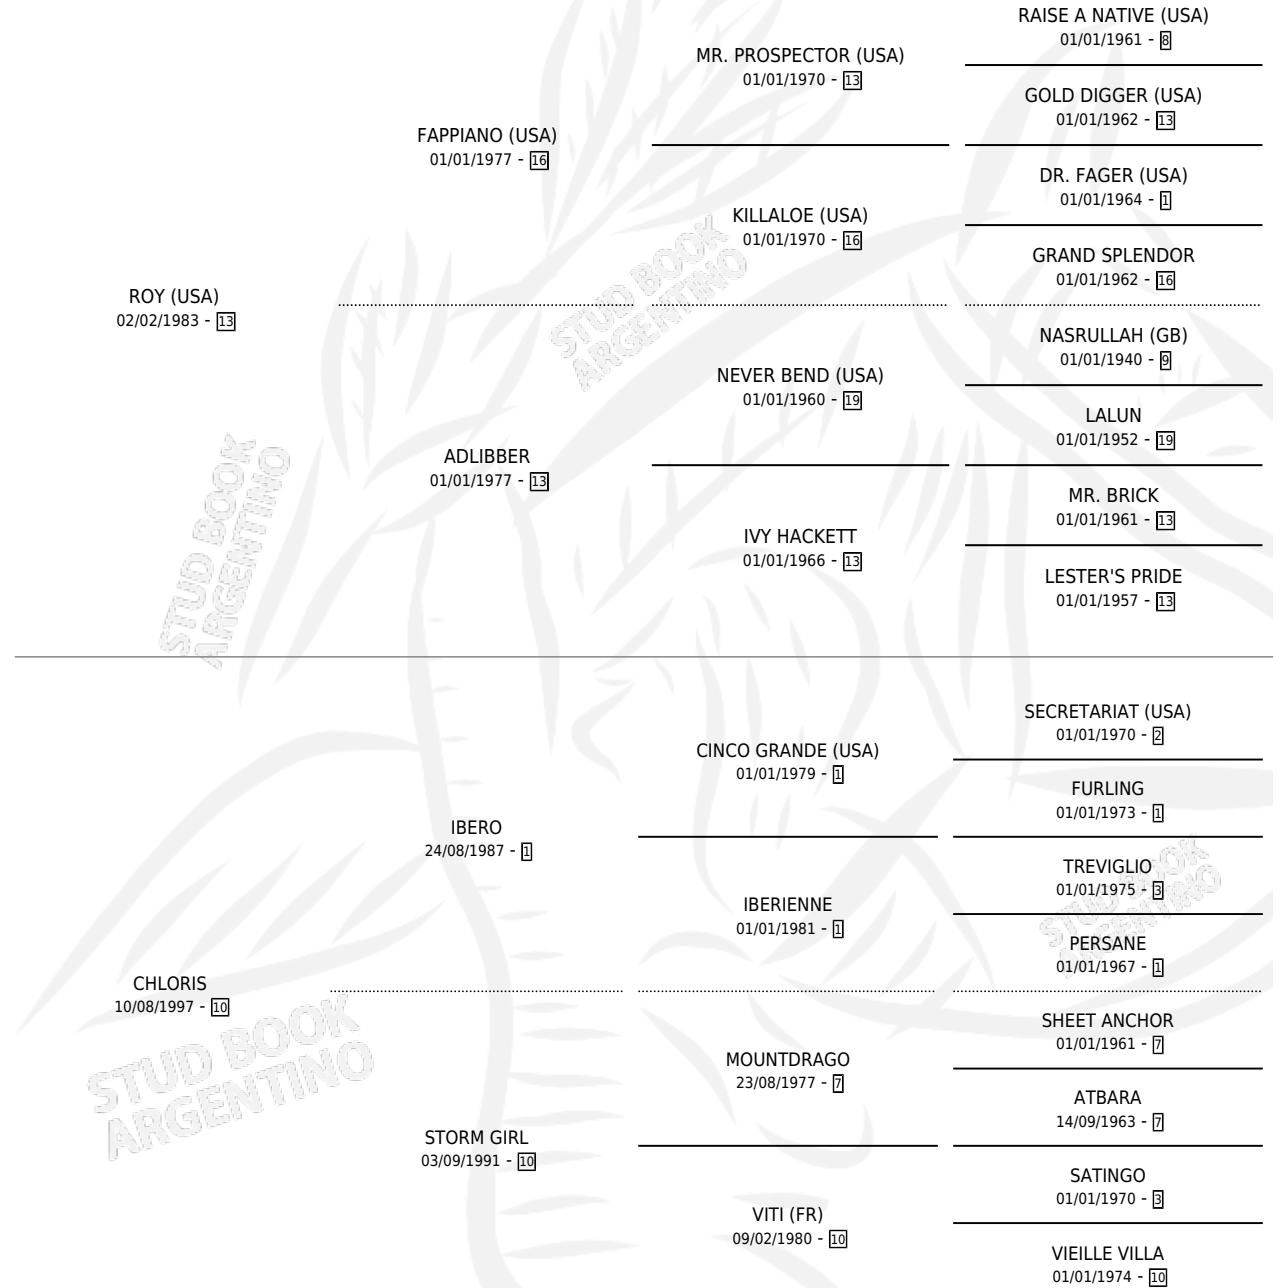 RAISE A NATIVE (USA)
01/01/1961 - 8
MR. PROSPECTOR (USA)
01/01/1970 - 13
GOLD DIGGER (USA)
01/01/1962 - 13
FAPPIANO (USA)
01/01/1977 - 16
DR. FAGER (USA)
01/01/1964 - 1
KILLALOE (USA)
01/01/1970 - 16
GRAND SPLENDOR
01/01/1962 - 16
STUD BOOK
ARGENTINO
ROY (USA)
02/02/1983 - 13
NASRULLAH (GB)
01/01/1940 - 9
NEVER BEND (USA)
01/01/1960 - 19
LALUN
01/01/1952 - 19
ADLIBBER
01/01/1977 - 13
MR. BRICK
01/01/1961 - 13
IVY HACKETT
01/01/1966 - 13
LESTER'S PRIDE
01/01/1957 - 13
STUD BOOK
ARGENTINO
SECRETARIAT (USA)
01/01/1970 - 2
CINCO GRANDE (USA)
01/01/1979 - 1
FURLING
01/01/1973 - 1
IBERO
24/08/1987 - 1
TREVIGLIO
01/01/1975 - 3
IBERIENNE
01/01/1981 - 1
PERSANE
01/01/1967 - 1
STUD BOOK
ARGENTINO
CHLORIS
10/08/1997 - 10
SHEET ANCHOR
01/01/1961 - 7
MOUNTDRAGO
23/08/1977 - 7
ATBARA
14/09/1963 - 7
STUD BOOK
ARGENTINO
STORM GIRL
03/09/1991 - 10
SATINGO
01/01/1970 - 3
VITI (FR)
09/02/1980 - 10
VIEILLE VILLA
01/01/1974 - 10